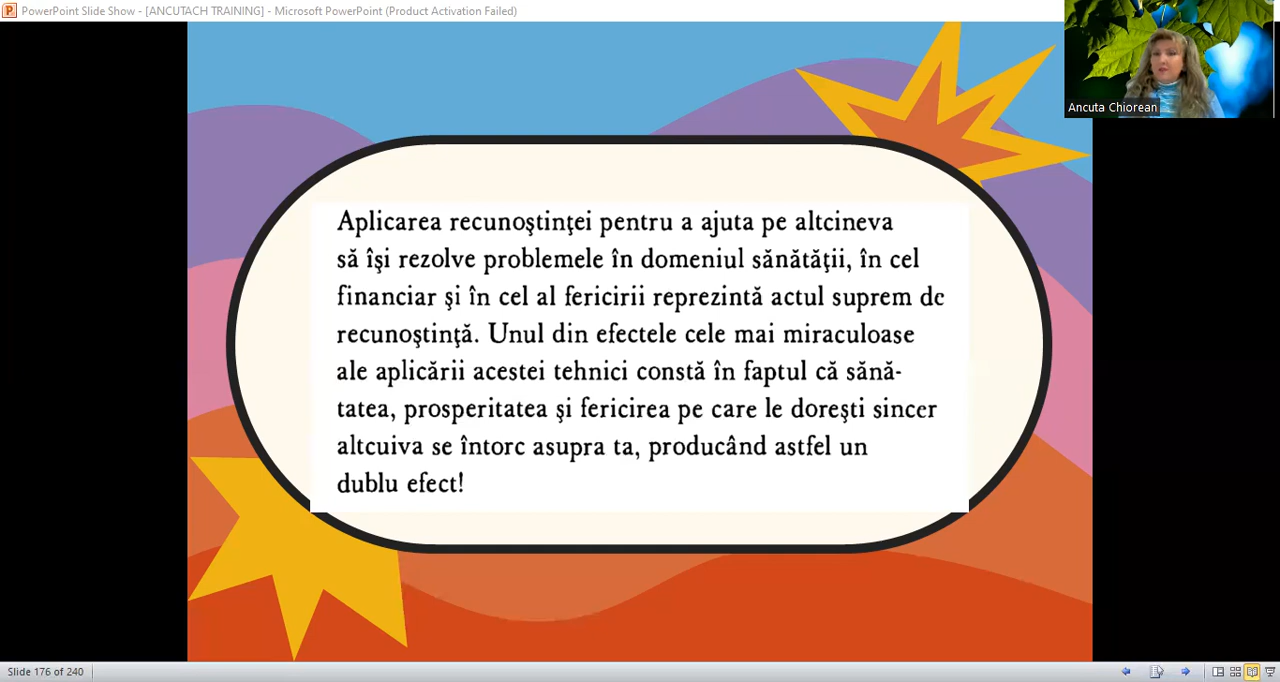 PowerPoint Slide Show - [ANCUTACH TRAINING] - Microsoft PowerPoint (Product Activation Failed)
Ancuta Chiorean
Aplicarea recunoştinţei pentru a ajuta pe altcineva
să îşi rezolve problemele în domeniul sănătăţii, în cel
financiar şi în cel al fericirii reprezintă actul suprem de
recunoştinţă. Unul din efectele cele mai miraculoase
ale aplicării acestei tehnici constă în faptul că sănă-
tatea, prosperitatea şi fericirea pe care le doreşti sincer
altcuiva se întorc asupra ta, producând astfel un
dublu efect!
Slide 176 of 240